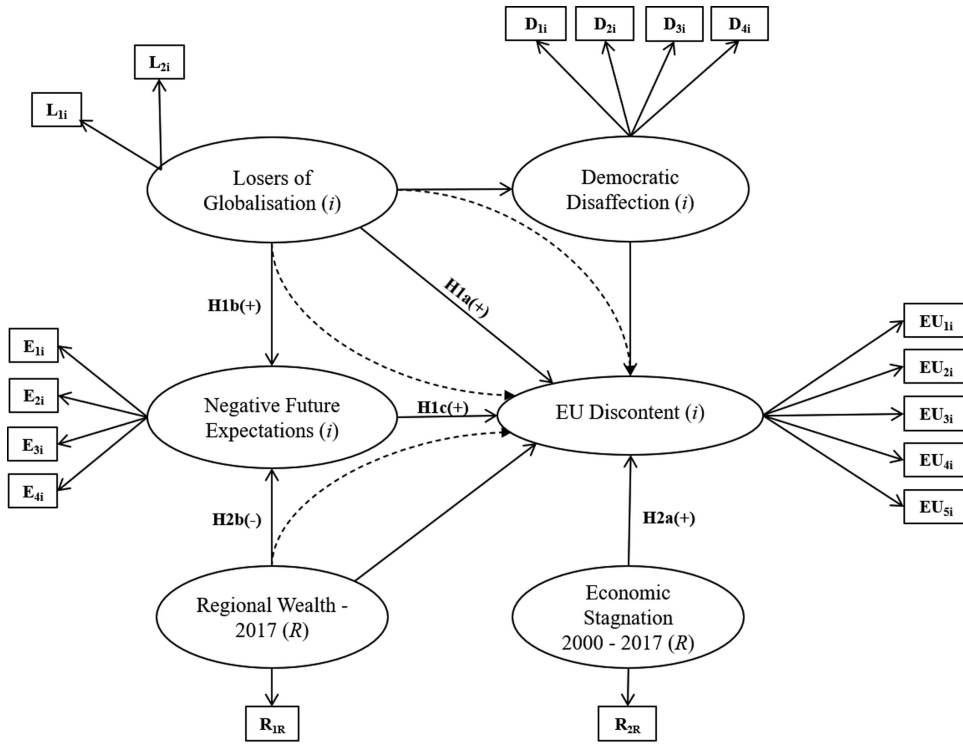 D1i D2i D3i D4i
L2i
L1i
Losers of
Globalisation (i)
Democratic
Disaffection (i)
H1b(+)
H1a(+)
EU1i
E1i
EU2i
E2i
Negative Future
Expectations (i)
H1c(+)
EU Discontent (i)
EU3i
E3i
EU4i
E4i
EU5i
H2b(-)
H2a(+)
Regional Wealth -
2017 (R)
Economic
Stagnation
2000 - 2017 (R)
R1R
R2R